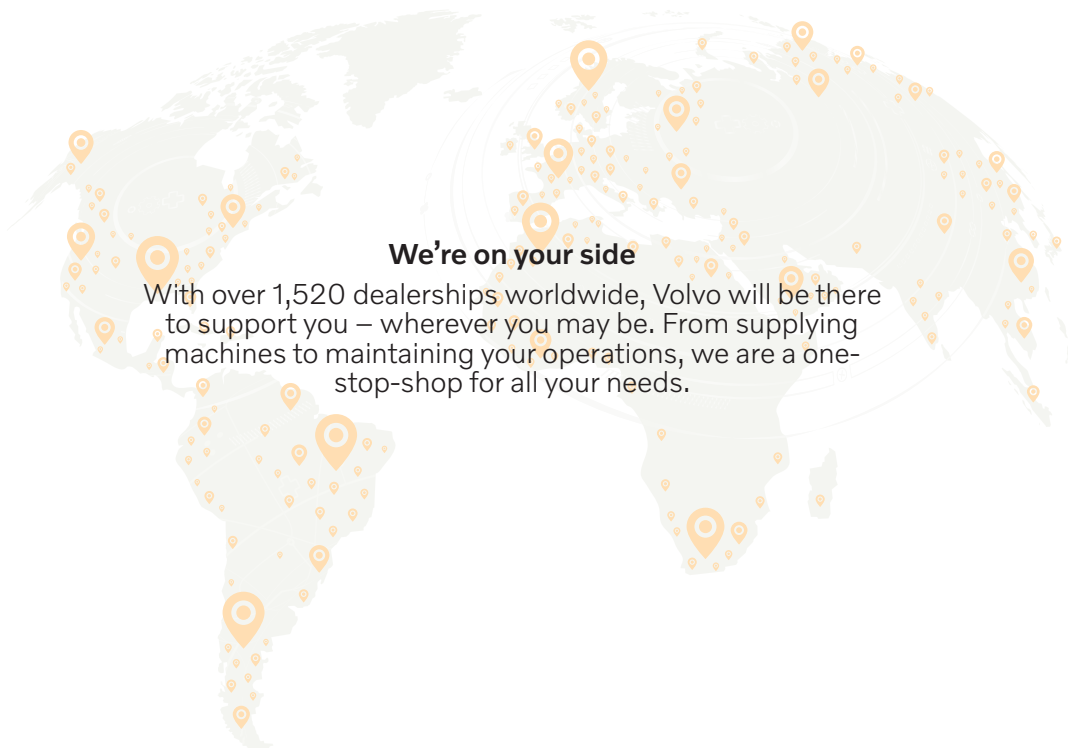 We’re on your side
With over 1,520 dealerships worldwide, Volvo will be there
to support you – wherever you may be. From supplying
machines to maintaining your operations, we are a one-
stop-shop for all your needs.